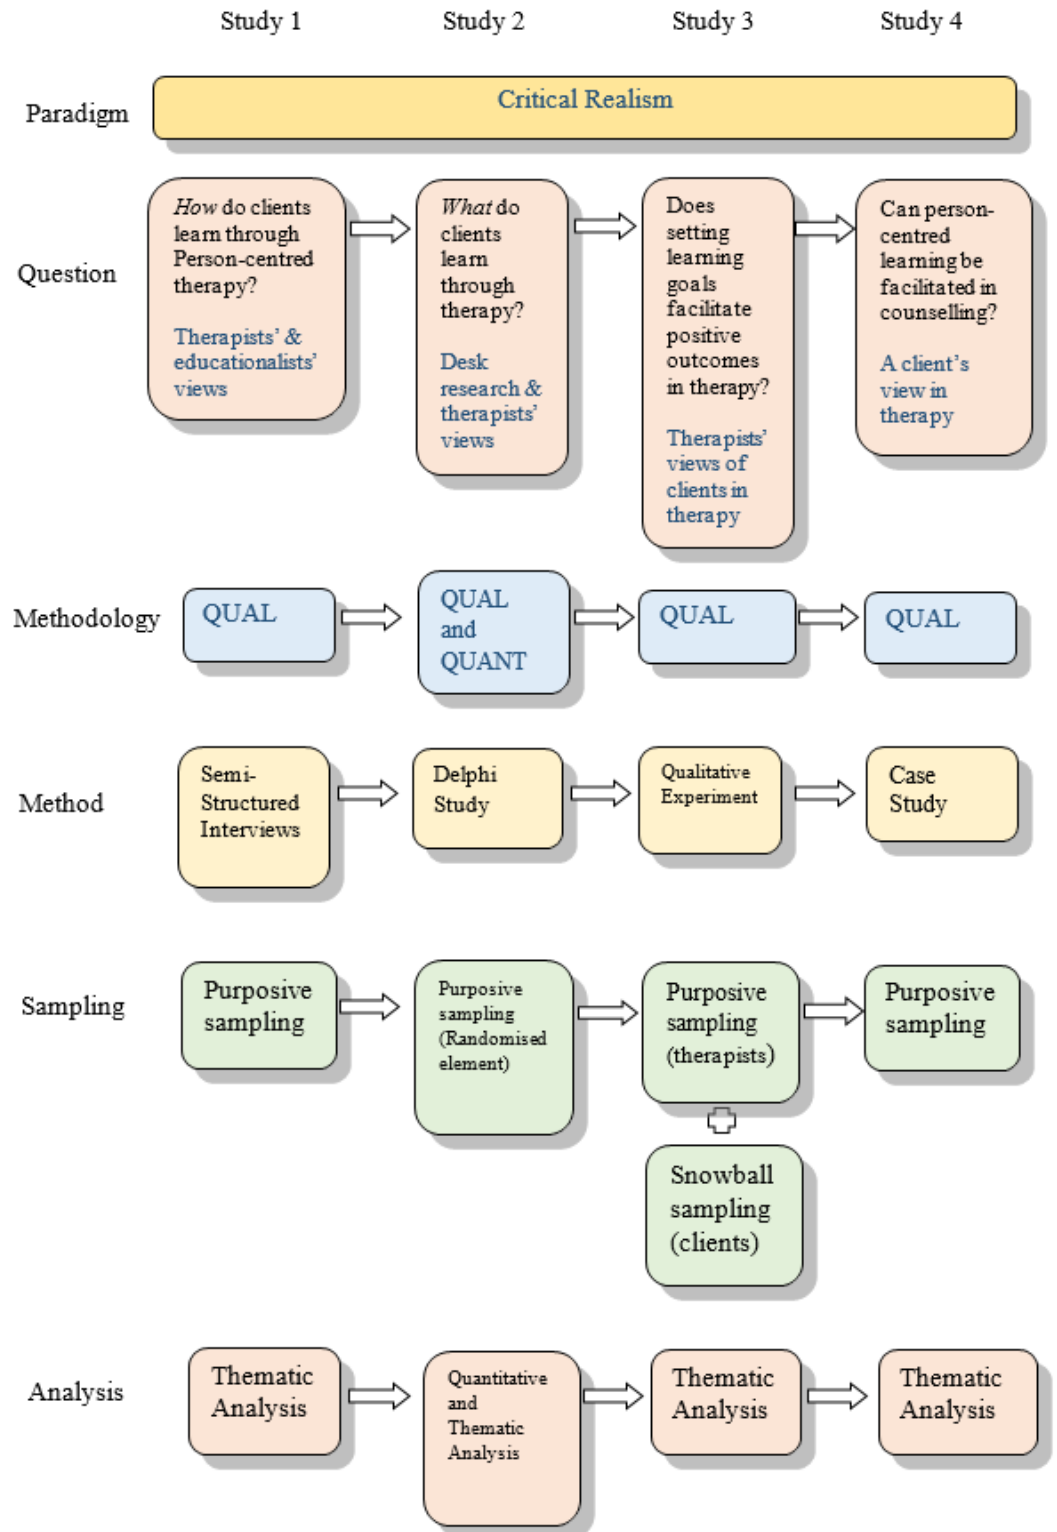 Study 1
Study 2
Study 3
Study 4
Paradigm
Critical Realism
Question
How do clients
learn through
Person-centred
therapy?
Therapists' &
educationalists'
views
What do
clients
learn
through
therapy?
Desk
research &
therapists'
views
Does
setting
learning
goals
facilitate
positive
outcomes
in therapy?
Therapists'
views of
clients in
therapy
Can person-
centred
learning be
facilitated in
counselling?
A client's
view in
therapy
Methodology
QUAL
QUAL
and
QUANT
QUAL
QUAL
Method
Semi-
Structured
Interviews
Delphi
Study
Qualitative
Experiment
Case
Study
Sampling
Purposive
sampling
Purposive
sampling
(Randomised
element)
Purposive
sampling
(therapists)
Purposive
sampling
Snowball
sampling
(clients)
Analysis
Thematic
Analysis
Quantitative
and
Thematic
Analysis
Thematic
Analysis
Thematic
Analysis